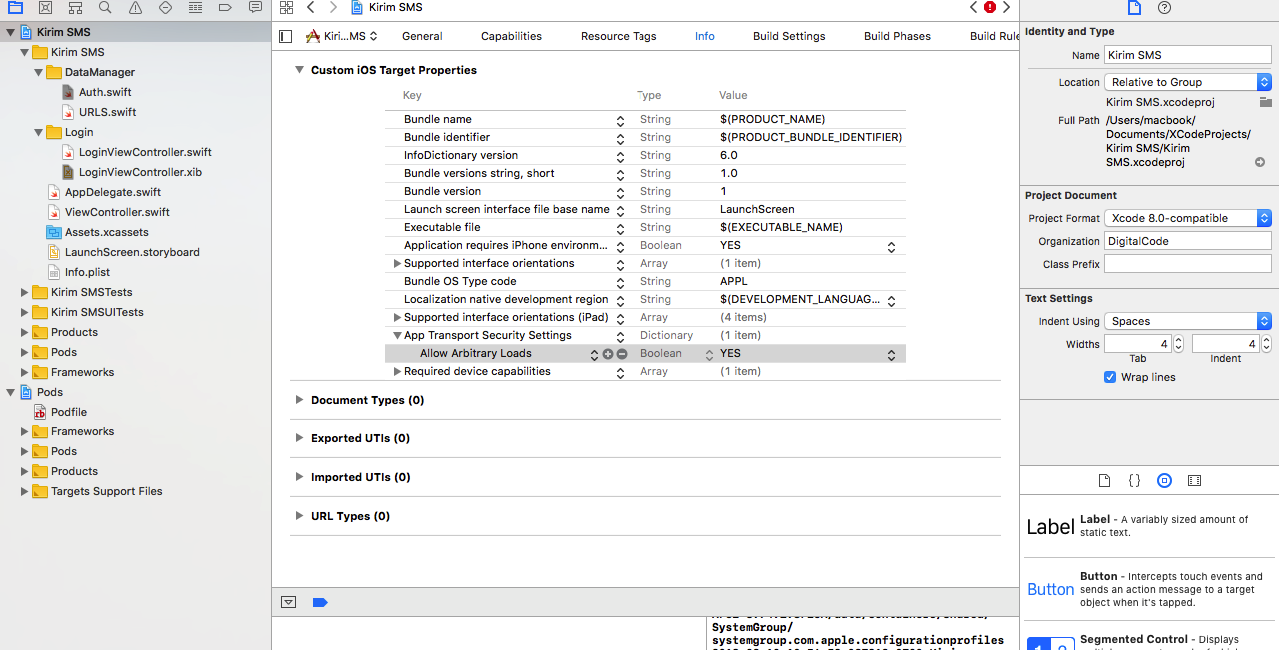 Kirim SMS
Kirim SMS
DataManager
Auth.swift
URLS.swift
Login
LoginViewController.swift
LoginViewController.xib
AppDelegate.swift
ViewController.swift
Assets.xcassets
LaunchScreen.storyboard
Info.plist
Kirim SMSTests
Kirim SMSUITests
Products
Pods
Frameworks
Pods
Podfile
Frameworks
Pods
Products
Targets Support Files
Kirim SMS
Kiri...MS General Capabilities Resource Tags Info Build Settings Build Phases Build Rule
Custom iOS Target Properties
Key Type Value
Bundle name String $(PRODUCT_NAME)
Bundle identifier String $(PRODUCT_BUNDLE_IDENTIFIER)
InfoDictionary version String 6.0
Bundle versions string, short String 1.0
Bundle version String 1
Launch screen interface file base name String LaunchScreen
Executable file String $(EXECUTABLE_NAME)
Application requires iPhone environm... Boolean YES
Supported interface orientations Array (1 item)
Bundle OS Type code String APPL
Localization native development region String $(DEVELOPMENT_LANGUAG...
Supported interface orientations (iPad) Array (4 items)
App Transport Security Settings Dictionary (1 item)
Allow Arbitrary Loads Boolean YES
Required device capabilities Array (1 item)
Document Types (0)
Exported UTIs (0)
Imported UTIs (0)
URL Types (0)
SystemGroup/
systemgroup.com.apple.configurationprofiles
Identity and Type
Name Kirim SMS
Location Relative to Group
Kirim SMS.xcodeproj
Full Path /Users/macbook/
Documents/XCodeProjects/
Kirim SMS/Kirim
SMS.xcodeproj
Project Document
Project Format Xcode 8.0-compatible
Organization DigitalCode
Class Prefix
Text Settings
Indent Using Spaces
Widths 4 4
Tab Indent
Wrap lines
{}
Label Label - A variably sized amount of
static text.
Button Button - Intercepts touch events and
sends an action message to a target
object when it's tapped.
Segmented Control - Displays